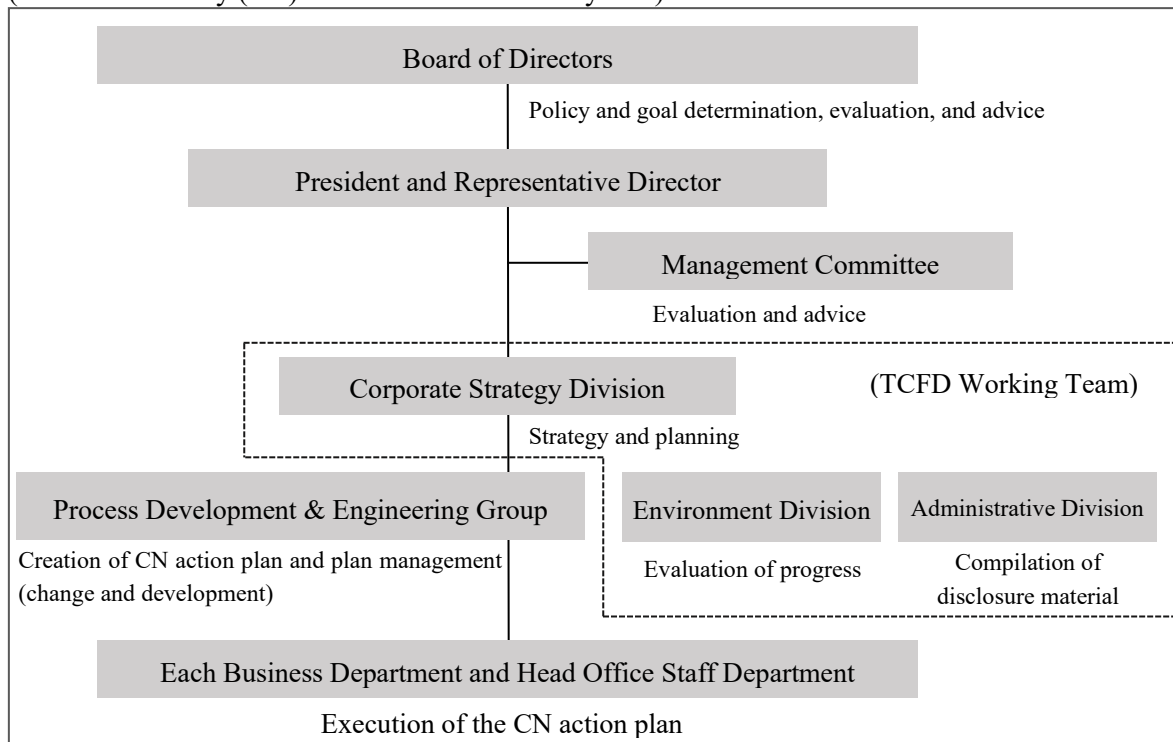 Board of Directors
Policy and goal determination, evaluation, and advice
President and Representative Director
Management Committee
Evaluation and advice
(TCFD Working Team)
Corporate Strategy Division
Strategy and planning
Process Development & Engineering Group
Creation of CN action plan and plan management
(change and development)
Environment Division
Evaluation of progress
Administrative Division
Compilation of
disclosure material
Each Business Department and Head Office Staff Department
Execution of the CN action plan